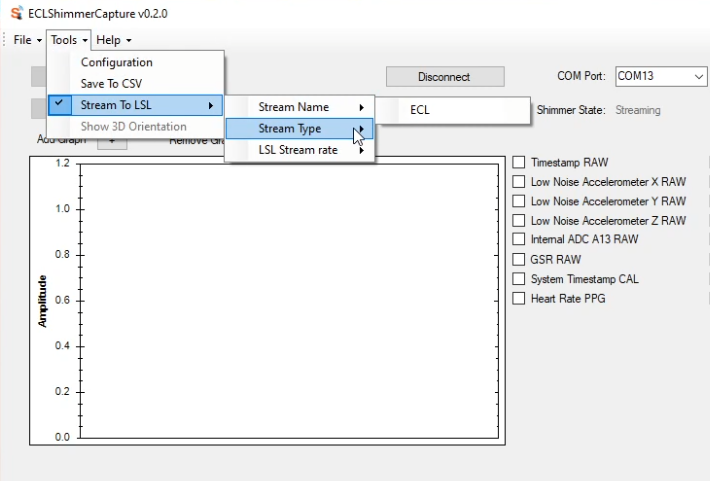 ECLShimmerCapture v0.2.0
File Tools Help
Configuration
Save To CSV
Stream To LSL
Show 3D Orientation
Stream Name
Stream Type
LSL Stream rate
ECL
Disconnect
COM Port: COM13
Shimmer State: Streaming
Add Graph +
Remove Gra
Amplitude
1.2
1.0
0.8
0.6
0.4
0.2
0.0
Timestamp RAW
Low Noise Accelerometer X RAW
Low Noise Accelerometer Y RAW
Low Noise Accelerometer Z RAW
Internal ADC A13 RAW
GSR RAW
System Timestamp CAL
Heart Rate PPG